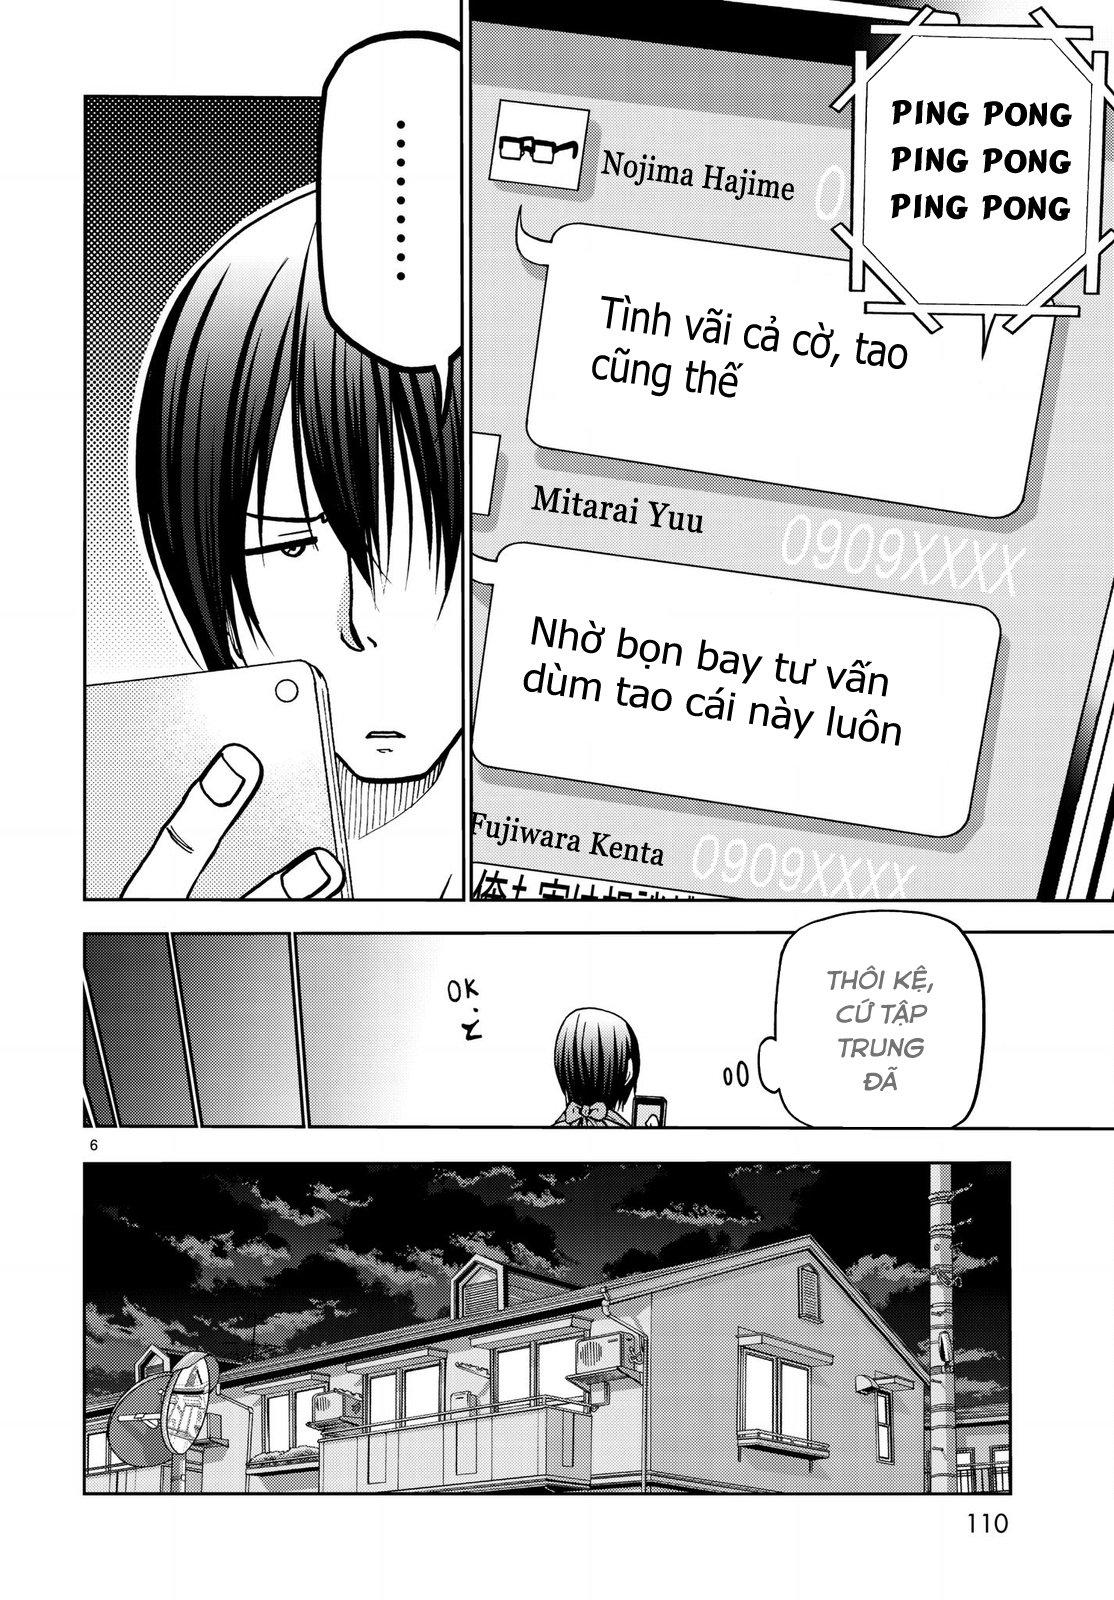 PING PONG
PING PONG
PING PONG
Nojima Hajime
Tình vãi cả cờ, tao
cũng thế
Mitarai Yuu
0909XXXX
Nhờ bọn bay tư vấn
dùm tao cái này luôn
Fujiwara Kenta
0909XXXX
..........
THÔI KỆ,
CỨ TẬP
TRUNG
ĐÃ
OK
と.
6
110